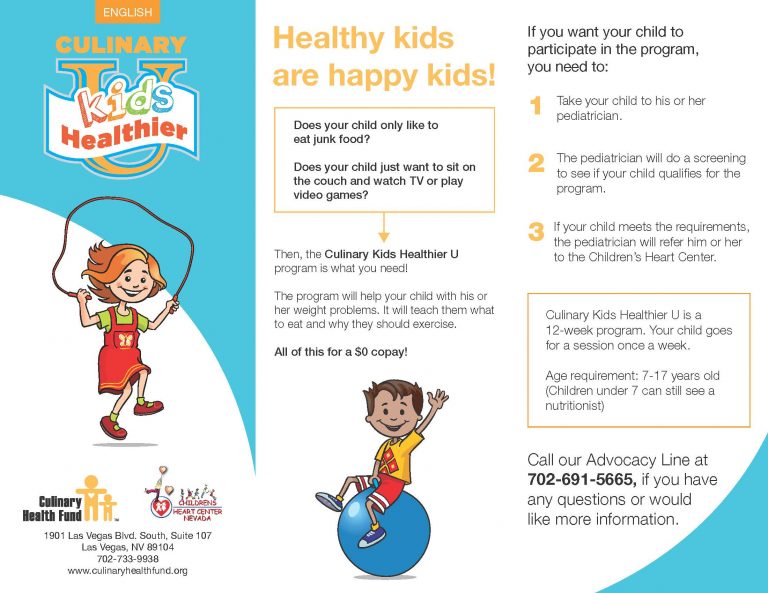 ENGLISH
CULINARY
U
Kids
Healthier
Culinary
Health Fund
TM
CHILDREN'S
HEART CENTER
NEVADA
1901 Las Vegas Blvd. South, Suite 107
Las Vegas, NV 89104
702-733-9938
www.culinaryhealthfund.org
Healthy kids
are happy kids!
Does your child only like to
eat junk food?
Does your child just want to sit on
the couch and watch TV or play
video games?
Then, the Culinary Kids Healthier U
program is what you need!
The program will help your child with his or
her weight problems. It will teach them what
to eat and why they should exercise.
All of this for a $0 copay!
If you want your child to
participate in the program,
you need to:
1 Take your child to his or her
pediatrician.
2 The pediatrician will do a screening
to see if your child qualifies for the
program.
3 If your child meets the requirements,
the pediatrician will refer him or her
to the Children's Heart Center.
Culinary Kids Healthier U is a
12-week program. Your child goes
for a session once a week.
Age requirement: 7-17 years old
(Children under 7 can still see a
nutritionist)
Call our Advocacy Line at
702-691-5665, if you have
any questions or would
like more information.